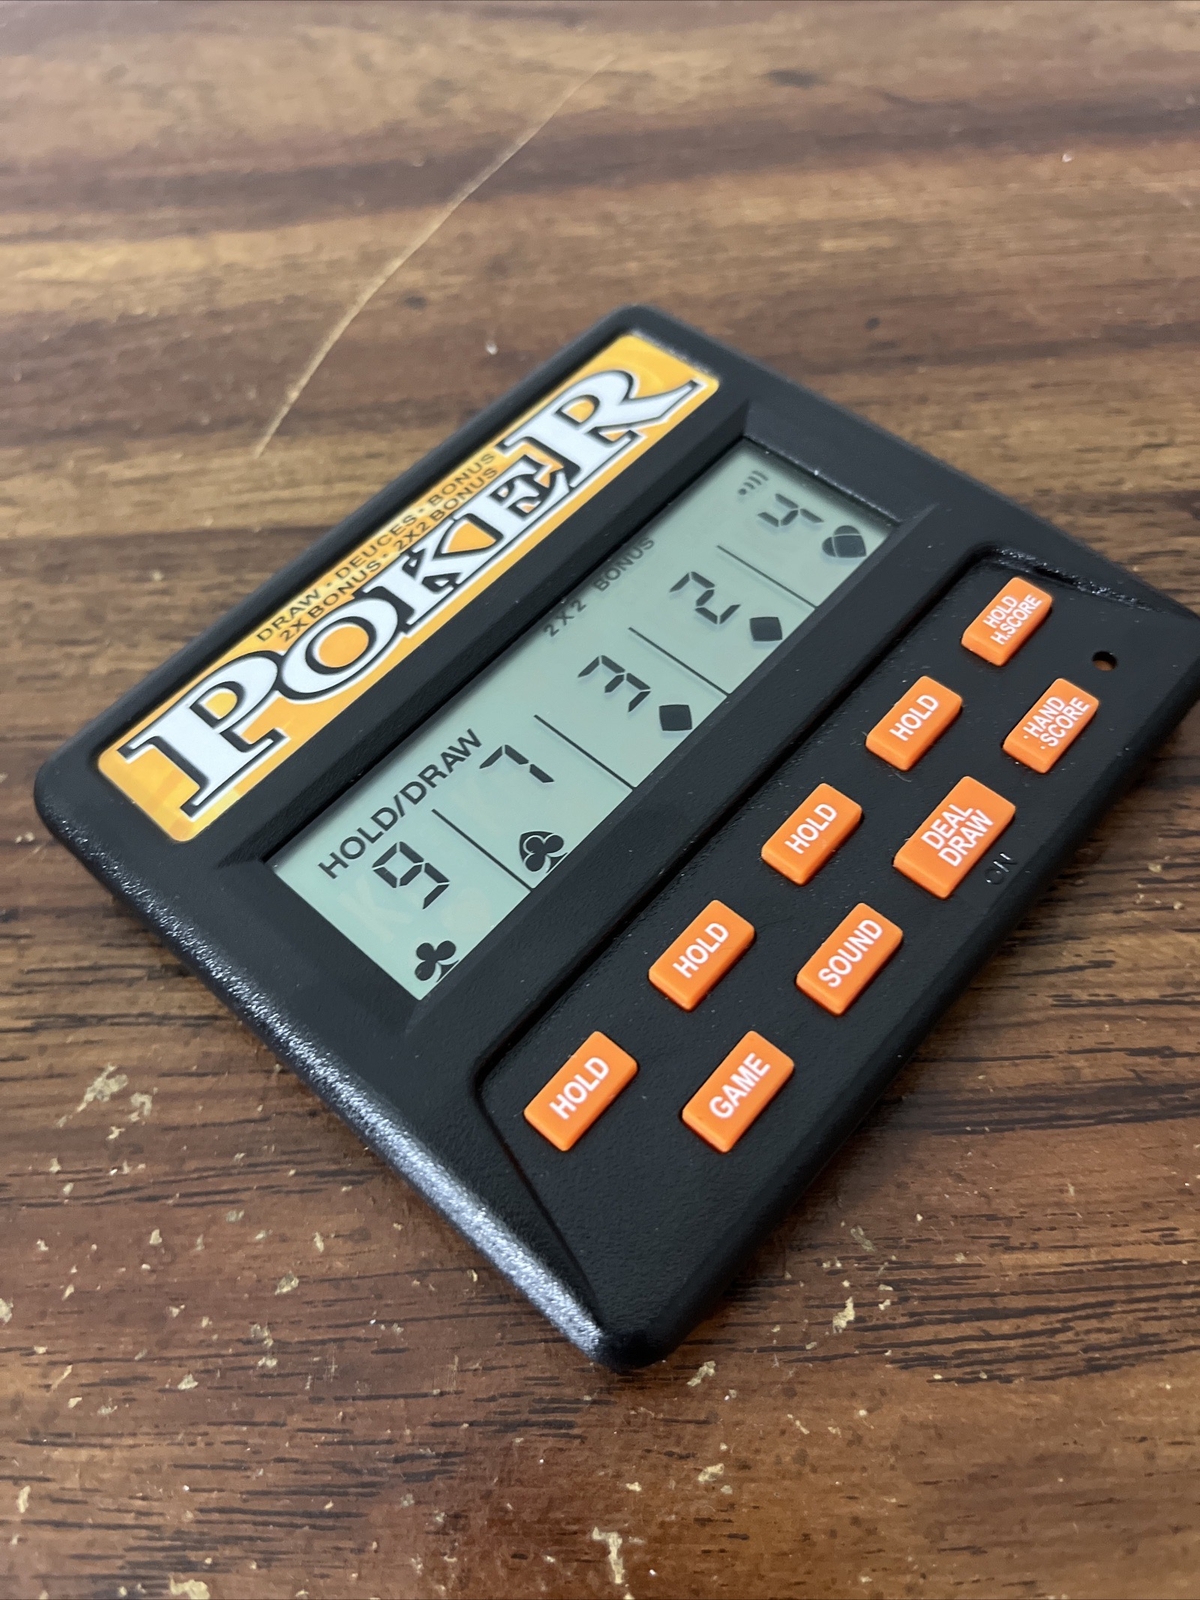 DRAW · DEUCES · BONUS
2X BONUS · 2X2 BONUS
POKER
HOLD/DRAW
2X2 BONUS
9 7 3 2 4
HOLD HOLD HOLD HOLD HOLD
H.SCORE
GAME SOUND DEAL HAND
DRAW SCORE
ON